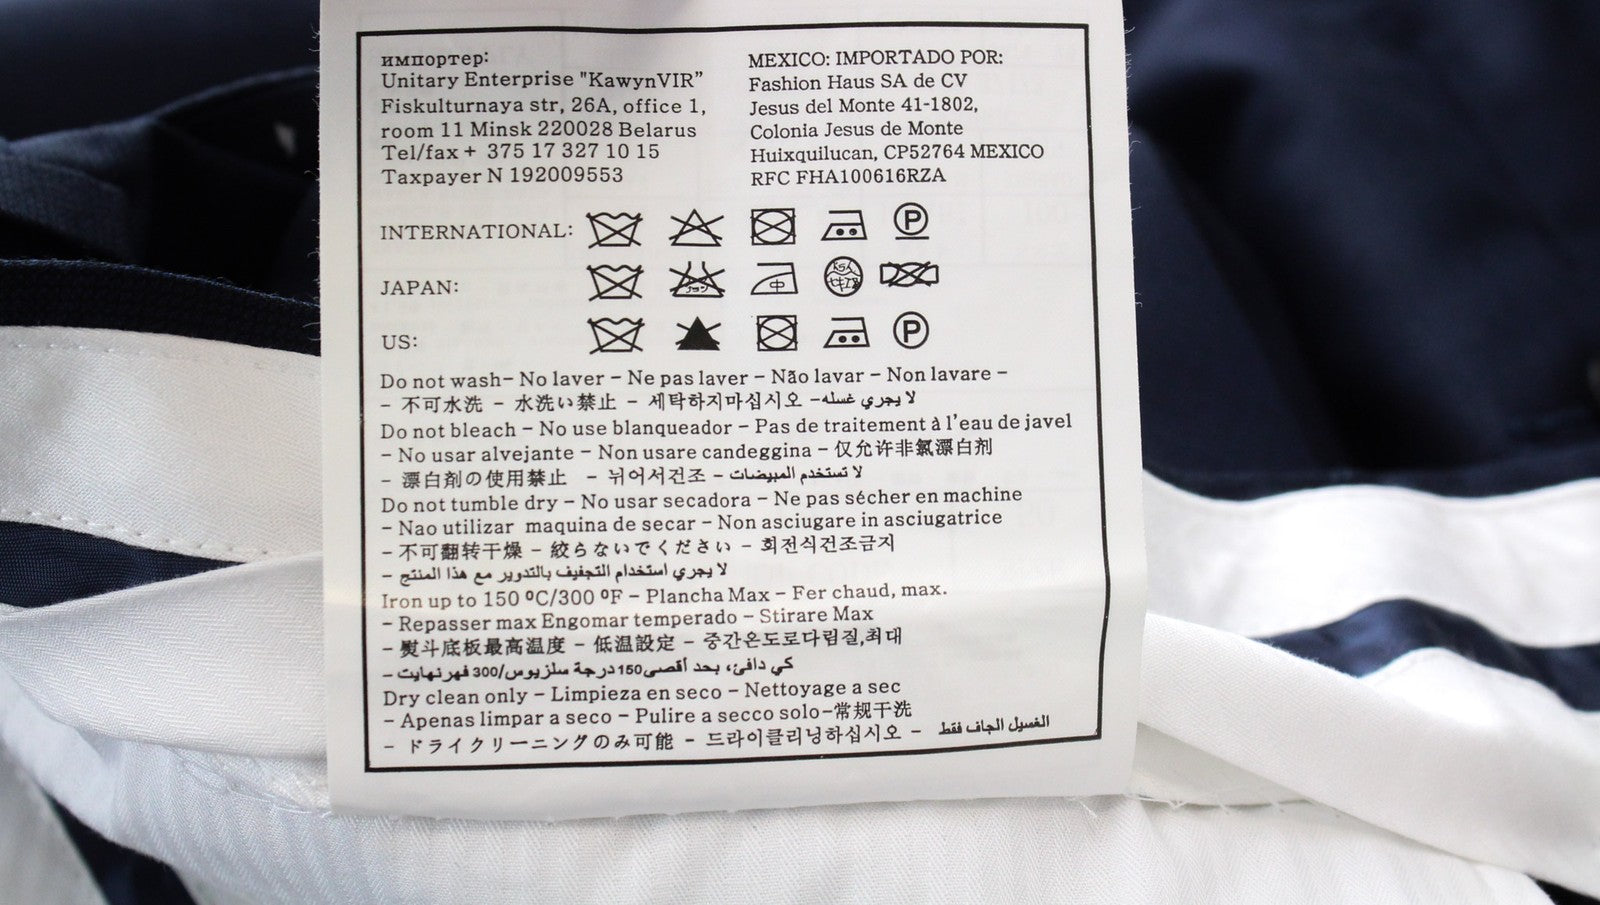 импортер:
Unitary Enterprise "KawynVIR"
Fiskulturnaya str, 26A, office 1,
room 11 Minsk 220028 Belarus
Tel/fax + 375 17 327 10 15
Taxpayer N 192009553
MEXICO: IMPORTADO POR:
Fashion Haus SA de CV
Jesus del Monte 41-1802,
Colonia Jesus de Monte
Huixquilucan, CP52764 MEXICO
RFC FHA100616RZA
INTERNATIONAL: P
JAPAN: 中
US: P
Do not wash– No laver – Ne pas laver – Não lavar – Non lavare –
– 不可水洗 – 水洗い禁止 – 세탁하지마십시오 –لا يجري غسله
Do not bleach – No use blanqueador – Pas de traitement à l'eau de javel
– No usar alvejante – Non usare candeggina – 仅允许非氯漂白剂
– 漂白剤の使用禁止 – 뉘어서건조 – لا تستخدم المبيضات
Do not tumble dry – No usar secadora – Ne pas sécher en machine
– Nao utilizar maquina de secar – Non asciugare in asciugatrice
– 不可翻转干燥 – 絞らないでください – 회전식건조금지
– لا يجري استخدام التجفيف بالتدوير مع هذا المنتج
Iron up to 150 ºC/300 ºF – Plancha Max – Fer chaud, max.
– Repasser max Engomar temperado – Stirare Max
– 熨斗底板最高温度 – 低温設定 – 중간온도로다림질,최대
– كي دافئ، بحد أقصى150درجة سلزيوس/300 فهرنهايت
Dry clean only – Limpieza en seco – Nettoyage a sec
– Apenas limpar a seco – Pulire a secco solo–常规干洗
– ドライクリーニングのみ可能 – 드라이클리닝하십시오 – الغسيل الجاف فقط